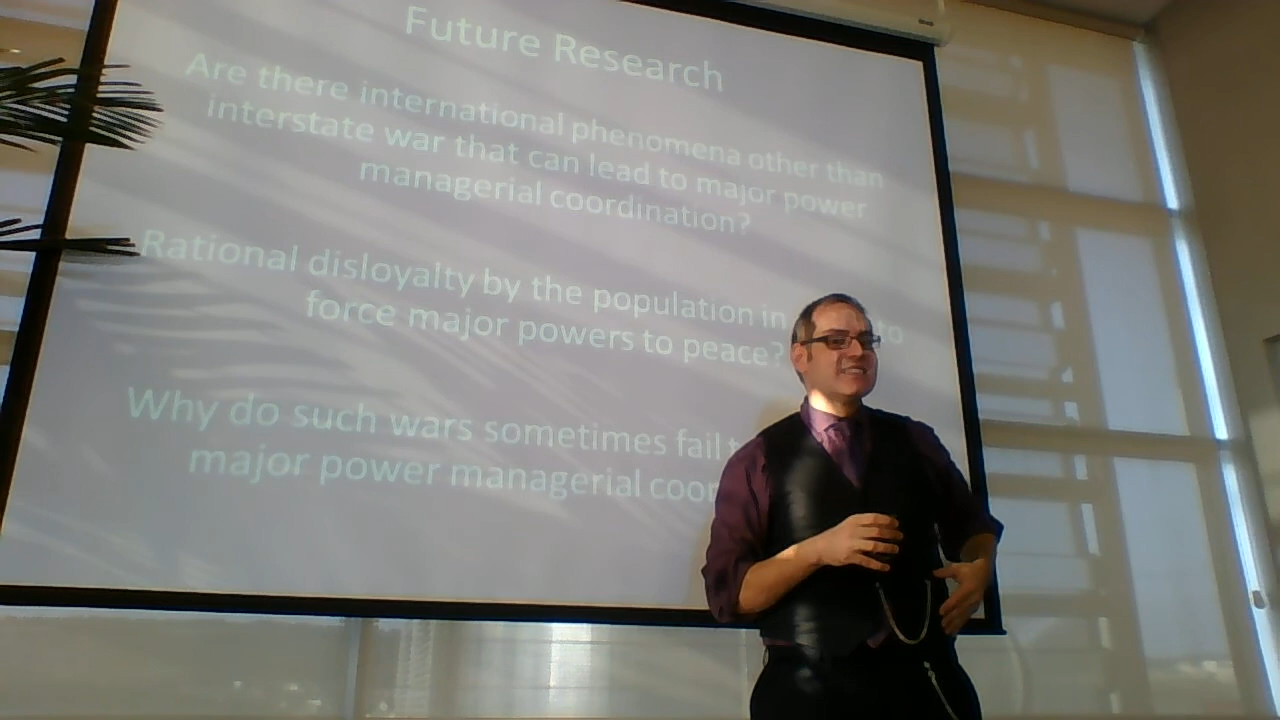 Future Research
Are there international phenomena other than
interstate war that can lead to major power
managerial coordination?
Rational disloyalty by the population in to
force major powers to peace?
Why do such wars sometimes fail
major power managerial